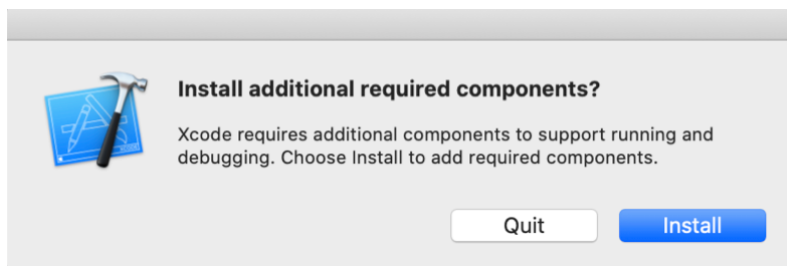 Install additional required components?
Xcode requires additional components to support running and
debugging. Choose Install to add required components.
Quit
Install